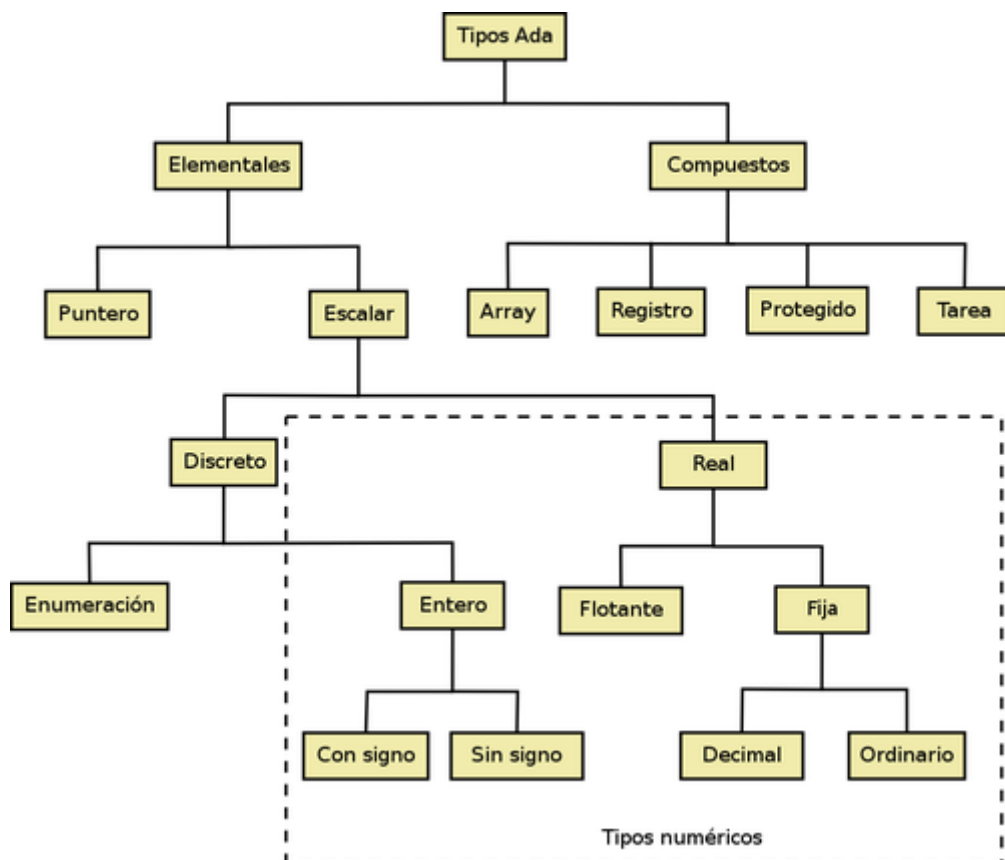 Tipos Ada
Elementales
Compuestos
Puntero
Escalar
Array
Registro
Protegido
Tarea
Discreto
Real
Enumeración
Entero
Flotante
Fija
Con signo
Sin signo
Decimal
Ordinario
Tipos numéricos